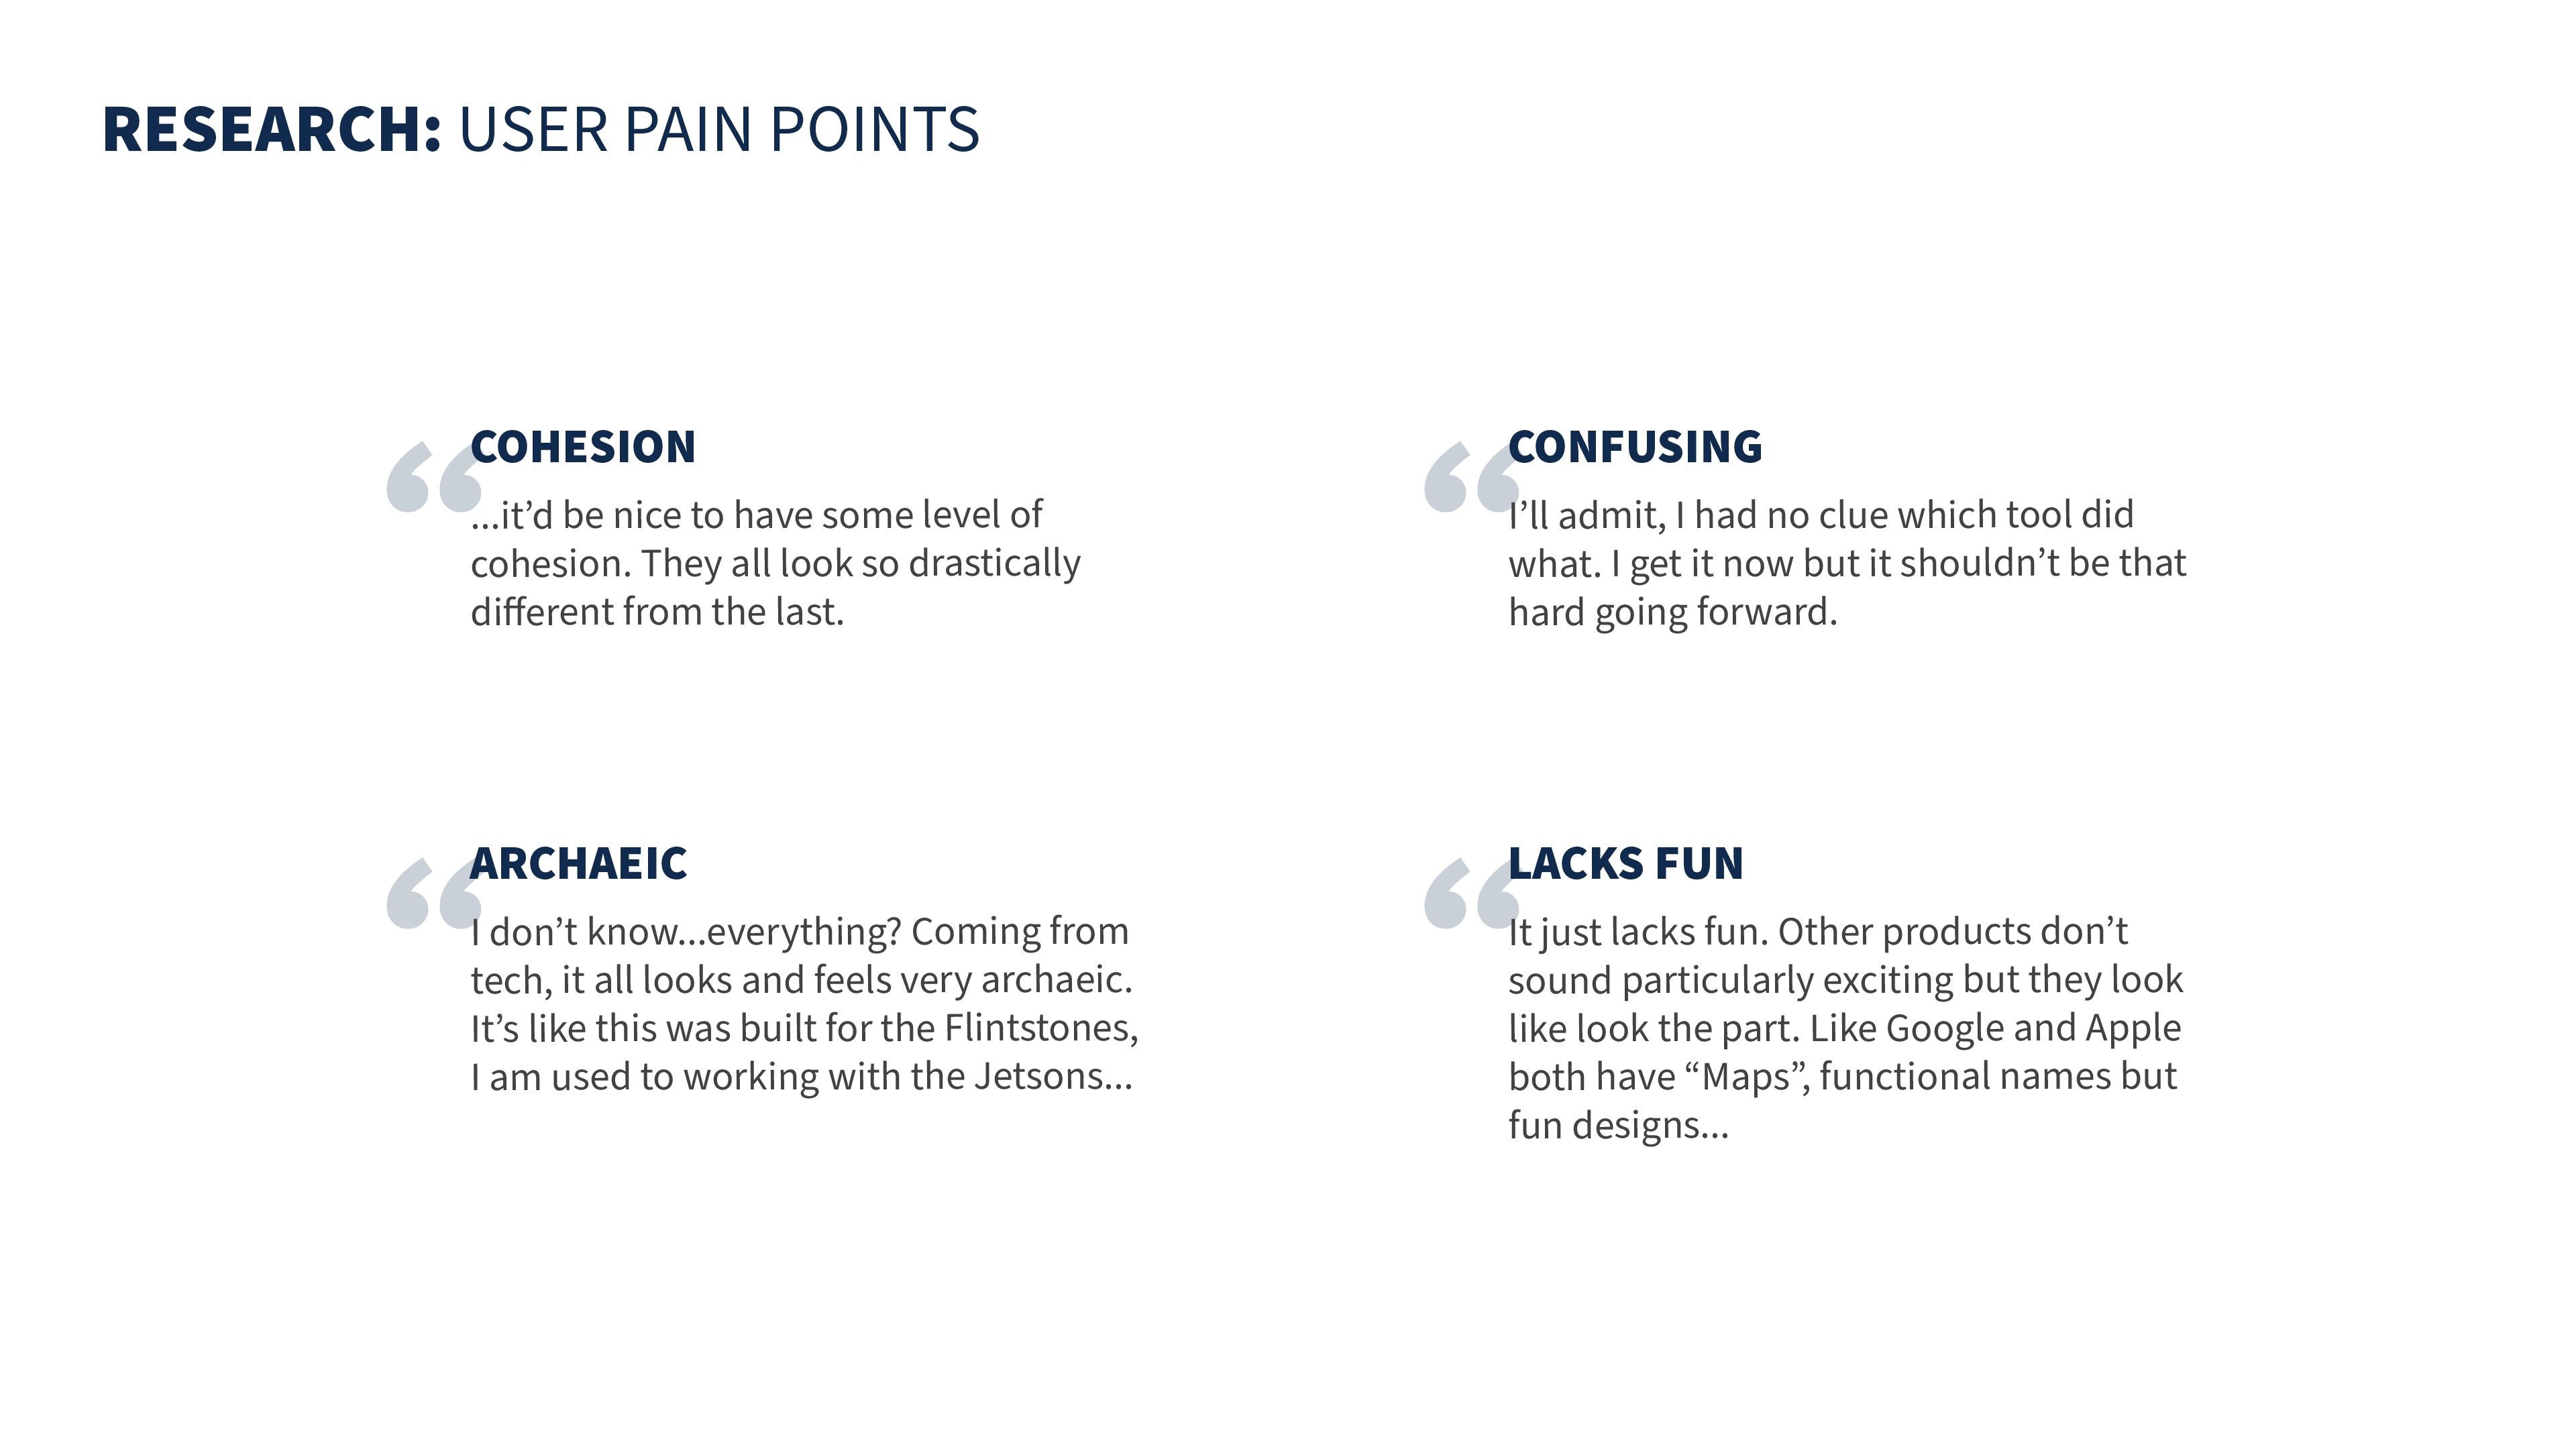 RESEARCH: USER PAIN POINTS
“
COHESION
...it’d be nice to have some level of
cohesion. They all look so drastically
different from the last.
“
CONFUSING
I’ll admit, I had no clue which tool did
what. I get it now but it shouldn’t be that
hard going forward.
“
ARCHAEIC
I don’t know...everything? Coming from
tech, it all looks and feels very archaeic.
It’s like this was built for the Flintstones,
I am used to working with the Jetsons...
“
LACKS FUN
It just lacks fun. Other products don’t
sound particularly exciting but they look
like look the part. Like Google and Apple
both have “Maps”, functional names but
fun designs...